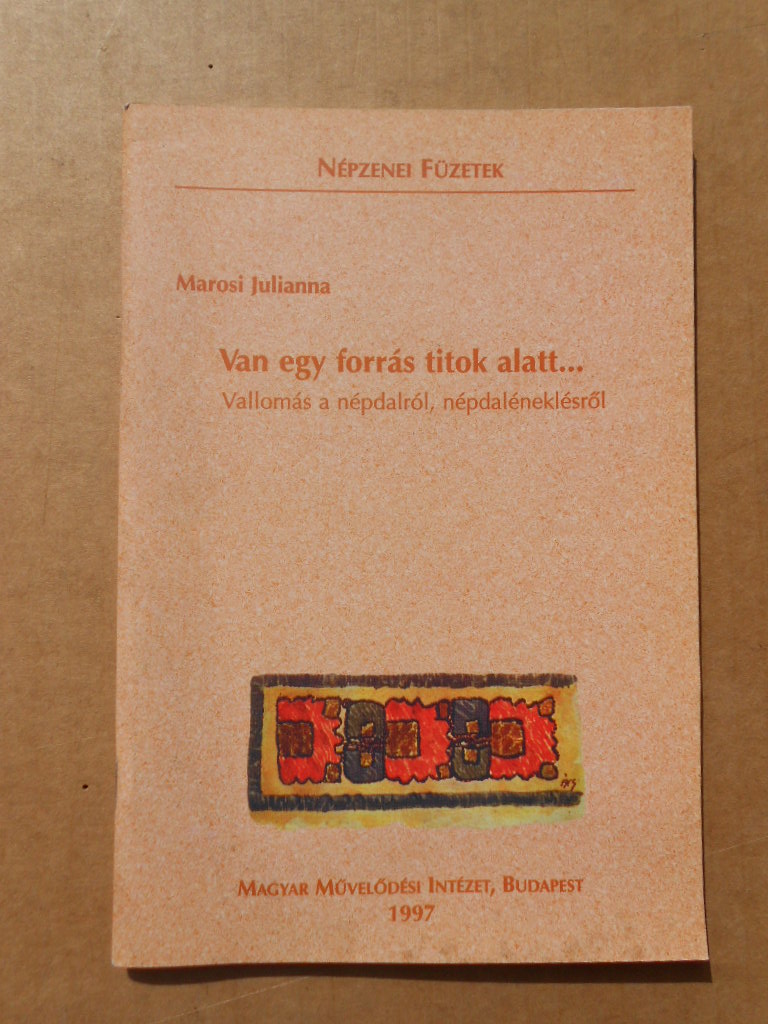 Népzenei Füzetek
Marosi Julianna
Van egy forrás titok alatt...
Vallomás a népdalról, népdaléneklésről
Magyar Művelődési Intézet, Budapest
1997